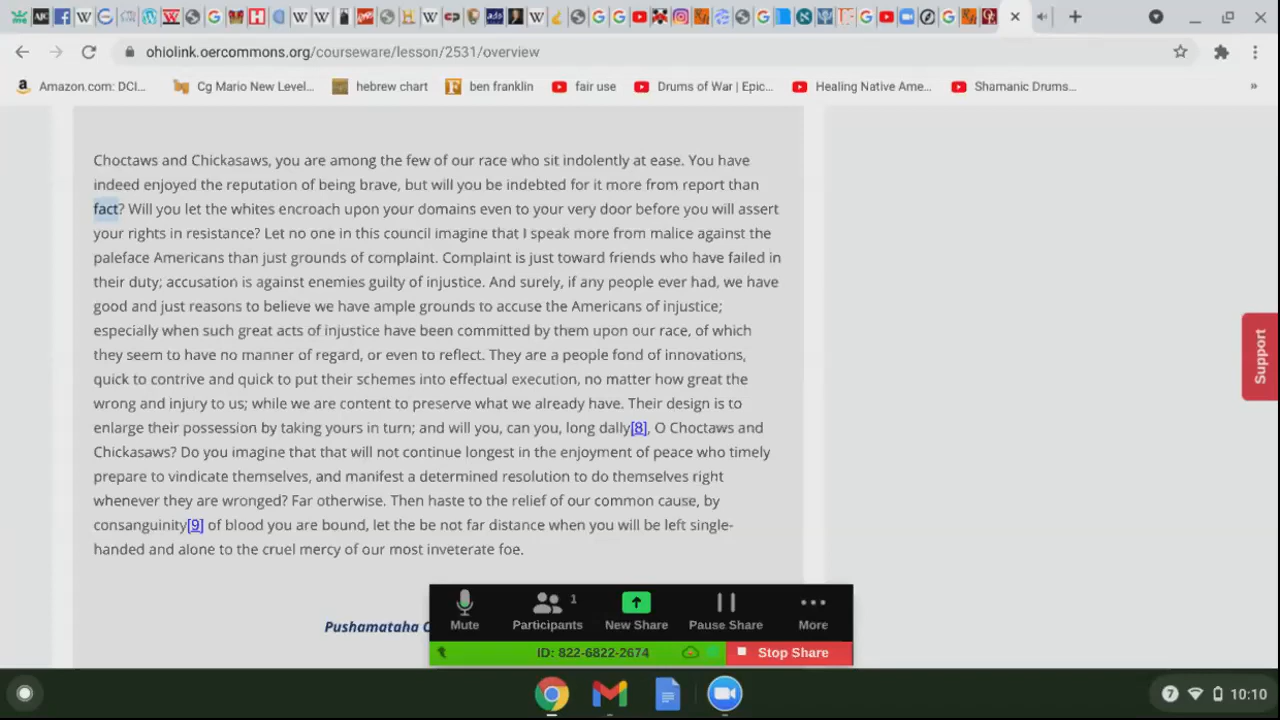 ohiolink.oercommons.org/courseware/lesson/2531/overview
Amazon.com: DCI...
Cg Mario New Level...
hebrew chart
ben franklin
fair use
Drums of War | Epic...
Healing Native Ame...
Shamanic Drums...
»
Choctaws and Chickasaws, you are among the few of our race who sit indolently at ease. You have
indeed enjoyed the reputation of being brave, but will you be indebted for it more from report than
fact? Will you let the whites encroach upon your domains even to your very door before you will assert
your rights in resistance? Let no one in this council imagine that I speak more from malice against the
paleface Americans than just grounds of complaint. Complaint is just toward friends who have failed in
their duty; accusation is against enemies guilty of injustice. And surely, if any people ever had, we have
good and just reasons to believe we have ample grounds to accuse the Americans of injustice;
especially when such great acts of injustice have been committed by them upon our race, of which
they seem to have no manner of regard, or even to reflect. They are a people fond of innovations,
quick to contrive and quick to put their schemes into effectual execution, no matter how great the
wrong and injury to us; while we are content to preserve what we already have. Their design is to
enlarge their possession by taking yours in turn; and will you, can you, long dally[8], O Choctaws and
Chickasaws? Do you imagine that that will not continue longest in the enjoyment of peace who timely
prepare to vindicate themselves, and manifest a determined resolution to do themselves right
whenever they are wronged? Far otherwise. Then haste to the relief of our common cause, by
consanguinity[9] of blood you are bound, let the be not far distance when you will be left single-
handed and alone to the cruel mercy of our most inveterate foe.
Support
Pushamataha
1
Mute
Participants
New Share
Pause Share
More
ID: 822-6822-2674
Stop Share
7
10:10